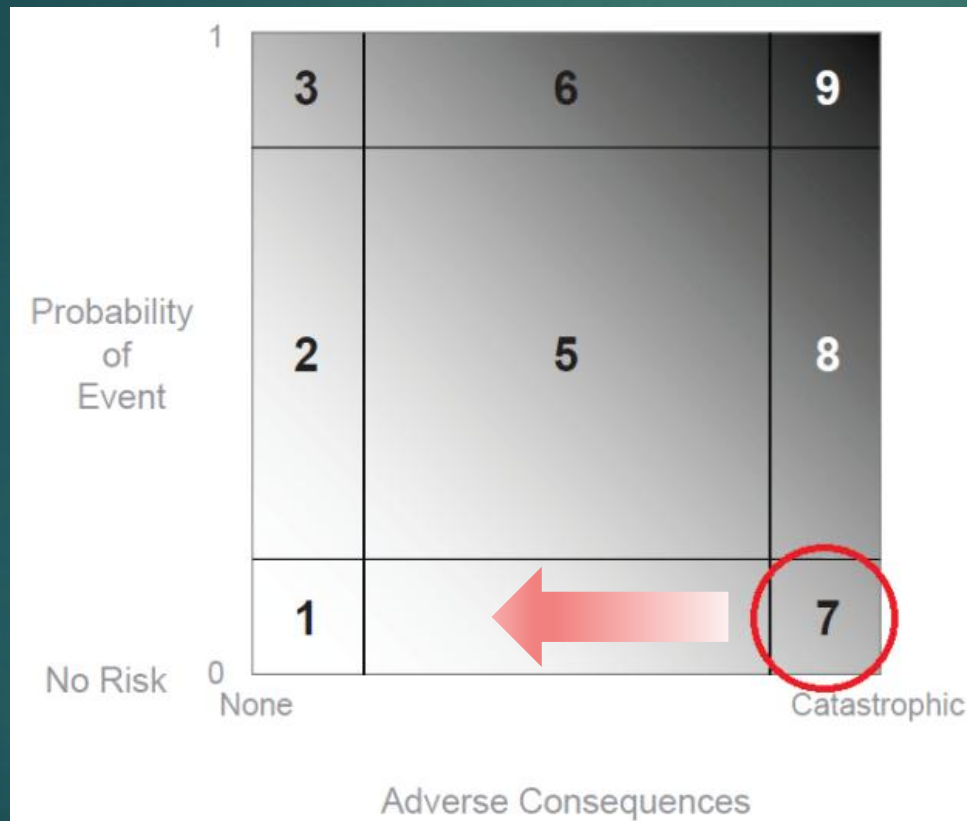 1
3 6 9
Probability
of
Event
2 5 8
1 7
No Risk
0
None
Catastrophic
Adverse Consequences